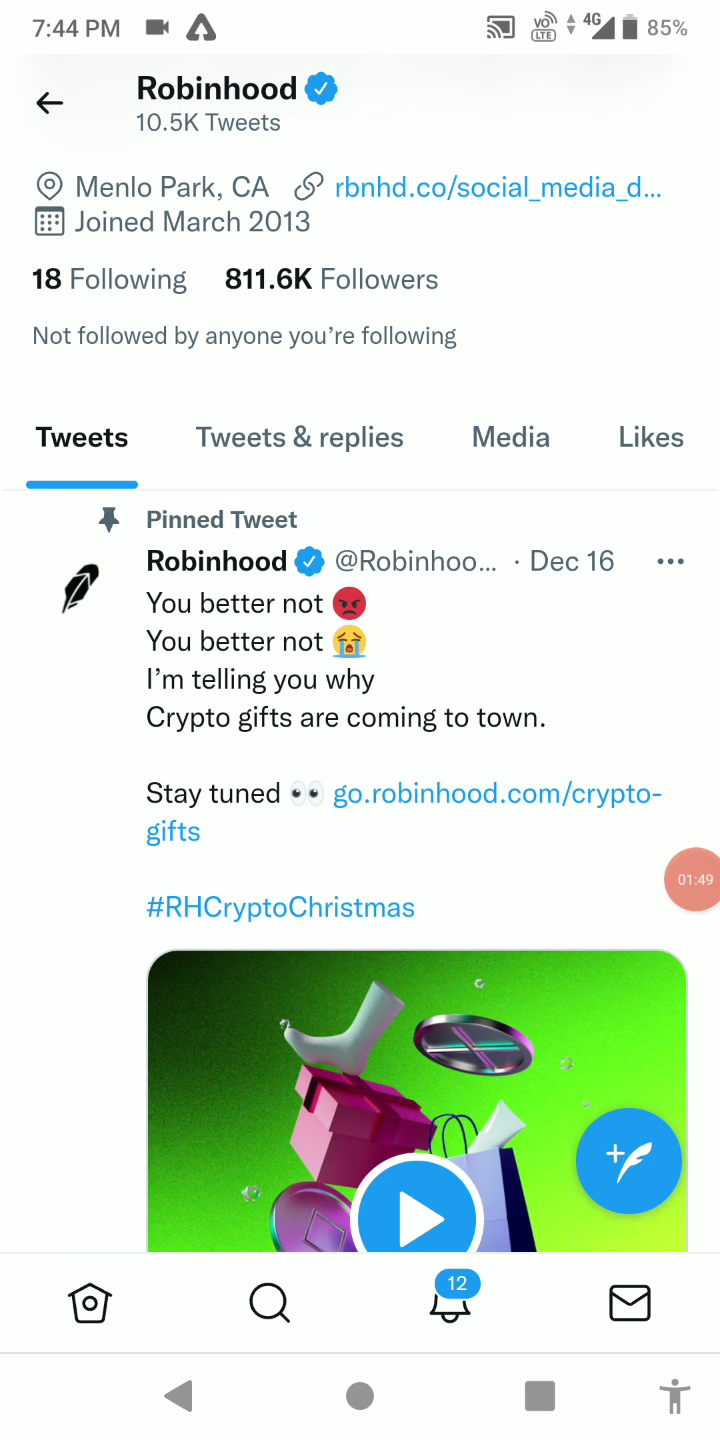 7:44 PM
VO LTE 4G 85%
Robinhood
10.5K Tweets
Menlo Park, CA rbnhd.co/social_media_d...
Joined March 2013
18 Following 811.6K Followers
Not followed by anyone you’re following
Tweets Tweets & replies Media Likes
Pinned Tweet
Robinhood @Robinhoo... · Dec 16
You better not 😡
You better not 😭
I’m telling you why
Crypto gifts are coming to town.
Stay tuned 👀 go.robinhood.com/crypto-
gifts
01:49
#RHCryptoChristmas
12